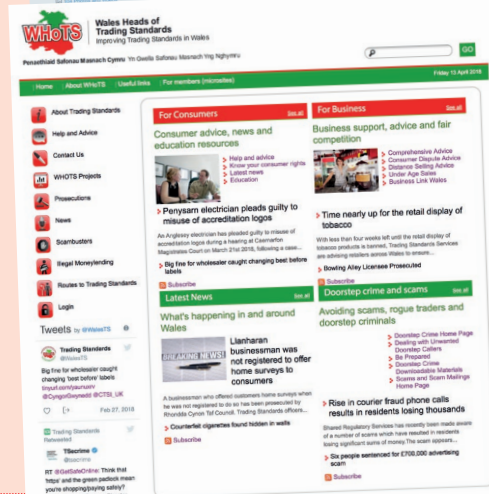 WHoTS
Wales Heads of
Trading Standards
Improving Trading Standards in Wales
Penaethiaid Safonau Masnach Cymru Yn Gwella Safonau Masnach Yng Nghymru
GO
Home
About WHoTS
Useful links
For members (microsites)
Friday 13 April 2018
About Trading Standards
Help and Advice
Contact Us
WHOTS Projects
Prosecutions
News
Scambusters
Illegal Moneylending
Routes to Trading Standards
Login
Tweets by @WalesTS
Trading Standards
@WalesTS
Big fine for wholesaler caught
changing 'best before' labels
@CyngorGwynedd @CTSI_UK
Feb 27, 2018
Trading Standards
Retweeted
TSecrime
@tsecrime
RT @GetSafeOnline: Think that
'https' and the green padlock mean
you're shopping/paying safely?
For Consumers
See all
Consumer advice, news and
education resources
Help and advice
Know your consumer rights
Latest news
Education
Penysarn electrician pleads guilty to
misuse of accreditation logos
An Anglesey electrician has pleaded guilty to misuse of
accreditation logos during a hearing at Caernarfon
Magistrates Court on March 21st 2018, following a case...
Big fine for wholesaler caught changing best before
labels
Subscribe
For Business
See all
Business support, advice and fair
competition
Comprehensive Advice
Consumer Dispute Advice
Distance Selling Advice
Under Age Sales
Business Link Wales
Time nearly up for the retail display of
tobacco
With less then four weeks left until the retail display of
tobacco products is banned, Trading Standards Services
are advising retailers across Wales to ensure...
Bowling Alley Licensee Prosecuted
Subscribe
Latest News
See all
What's happening in and around
Wales
BREAKING NEWS!
Llanharan
businessman was
not registered to offer
home surveys to
consumers
A businessman who offered customers home surveys when
he was not registered to do so has been prosecuted by
Rhondda Cynon Taf Council. Trading Standards officers...
Counterfeit cigarettes found hidden in walls
Subscribe
Doorstep crime and scams
See all
Avoiding scams, rogue traders and
doorstep criminals
Doorstep Crime Home Page
Dealing with Unwanted
Doorstep Callers
Be Prepared
Doorstep Crime
Downloadable Materials
Scams and Scam Mailings
Home Page
Rise in courier fraud phone calls
results in residents losing thousands
Shared Regulatory Services has recently been made aware
of a number of scams which have resulted in residents
losing significant sums of money.The scam appears...
Six people sentenced for £700,000 advertising
scam
Subscribe